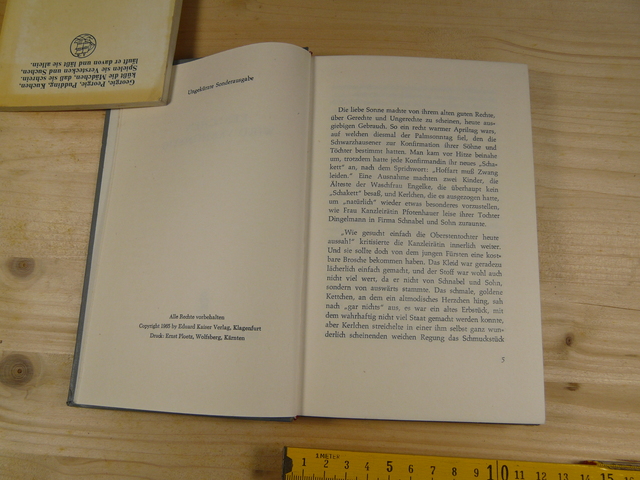 Georgie, Peorgie, Pudding, Kuchen,
küßt die Mädchen, daß sie schrein.
Spielen sie Verstecken und Suchen,
läuft er davon und läßt sie allein.
Ungekürzte Sonderausgabe
Alle Rechte vorbehalten
Copyright 1965 by Eduard Kaiser Verlag, Klagenfurt
Druck: Ernst Ploetz, Wolfsberg, Kärnten
Die liebe Sonne machte von ihrem alten guten Rechte,
über Gerechte und Ungerechte zu scheinen, heute aus-
giebigen Gebrauch. So ein recht warmer Apriltag wars,
auf welchen diesmal der Palmsonntag fiel, den die
Schwarzhausener zur Konfirmation ihrer Söhne und
Töchter bestimmt hatten. Man kam vor Hitze beinahe
um, trotzdem hatte jede Konfirmandin ihr neues „Scha-
kett“ an, nach dem Sprichwort: „Hoffart muß Zwang
leiden.“ Eine Ausnahme machten zwei Kinder, die
Älteste der Waschfrau Engelke, die überhaupt kein
„Schakett“ besaß, und Kerlchen, die es ausgezogen hatte,
um „natürlich“ wieder etwas besonderes vorzustellen,
wie Frau Kanzleirätin Pfotenhauer leise ihrer Tochter
Dingelmann in Firma Schnabel und Sohn zuraunte.
„Wie gesucht einfach die Oberstentochter heute
aussah!“ kritisierte die Kanzleirätin innerlich weiter.
Und sie sollte doch von dem jungen Fürsten eine kost-
bare Brosche bekommen haben. Das Kleid war geradezu
lächerlich einfach gemacht, und der Stoff war wohl auch
nicht viel wert, da er nicht von Schnabel und Sohn,
sondern von auswärts stammte. Das schmale, goldene
Kettchen, an dem ein altmodisches Herzchen hing, sah
nach „gar nichts“ aus, es war ein altes Erbstück, mit
dem wahrhaftig nicht viel Staat gemacht werden konnte,
aber Kerlchen streichelte in einer ihm selbst ganz wun-
derlich scheinenden weichen Regung das Schmuckstück
5
1 METER
1 2 3 4 5 6 7 8 9 10 11 12 13 14 15